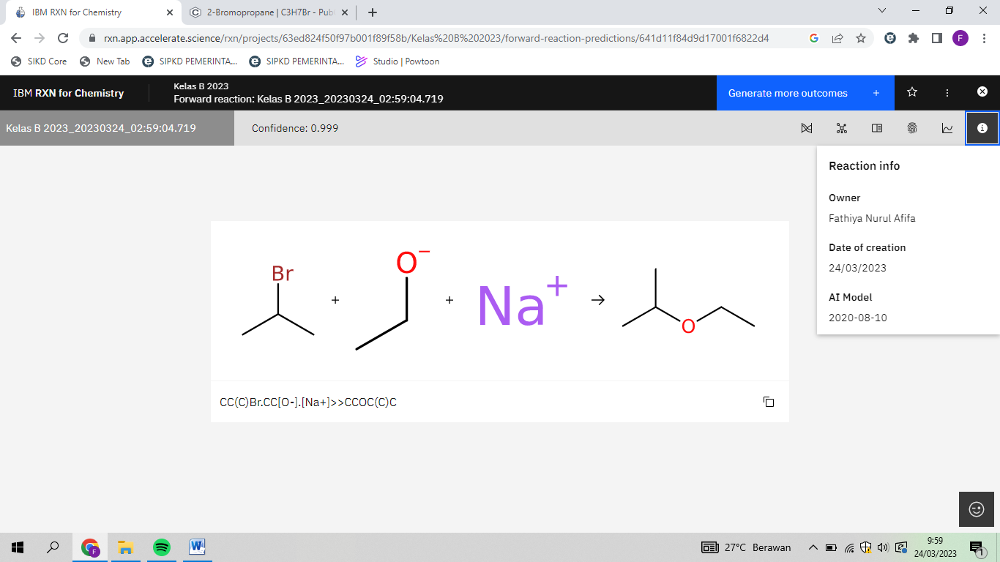 IBM RXN for Chemistry
2-Bromopropane | C3H7Br - Pub
rxn.app.accelerate.science/rxn/projects/63ed824f50f97b001f89f58b/Kelas%20B%202023/forward-reaction-predictions/641d11f84d9d17001f6822d4
F
SIKD Core
New Tab
SIPKD PEMERINTA...
SIPKD PEMERINTA...
Studio | Powtoon
IBM RXN for Chemistry
Kelas B 2023
Forward reaction: Kelas B 2023_20230324_02:59:04.719
Generate more outcomes +
Kelas B 2023_20230324_02:59:04.719
Confidence: 0.999
Reaction info
Owner
Fathiya Nurul Afifa
Date of creation
24/03/2023
AI Model
2020-08-10
Br
+
O−
+
Na+
→
O
CC(C)Br.CC[O-].[Na+]>>CCOC(C)C
F
W
27°C Berawan
9:59
24/03/2023
1